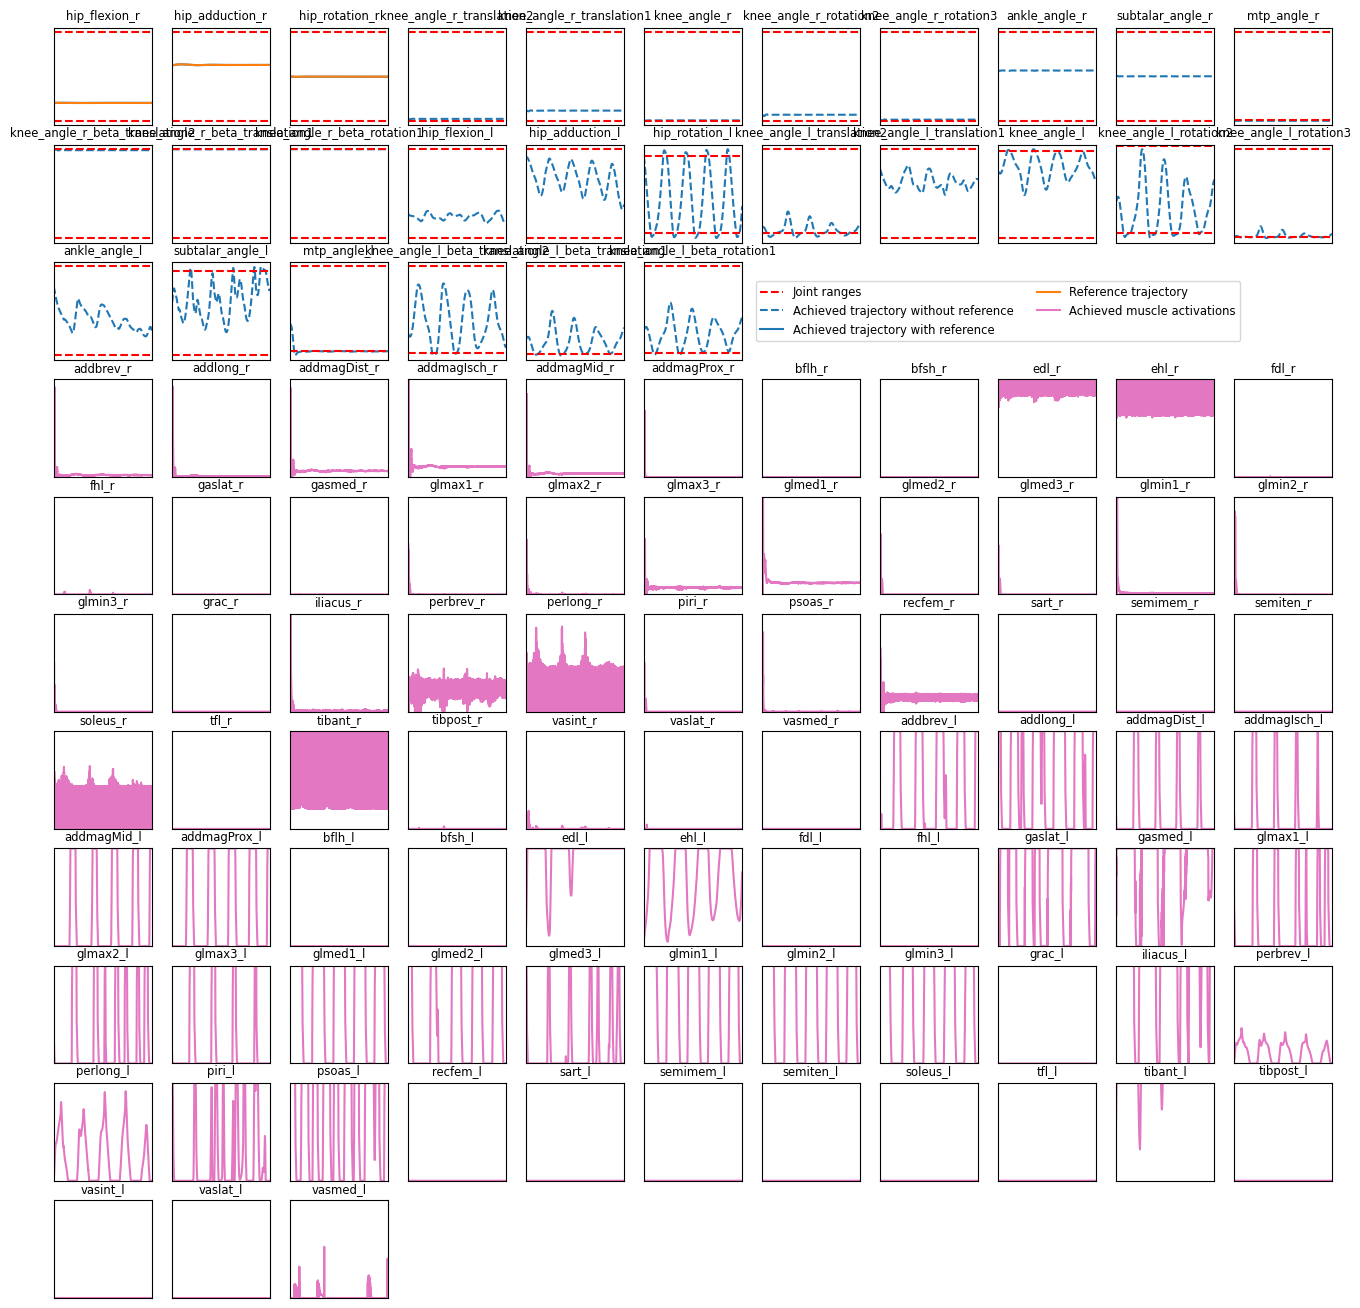 hip_flexion_r hip_adduction_r hip_rotation_r knee_angle_r_translation2 knee_angle_r_translation1 knee_angle_r knee_angle_r_rotation2 knee_angle_r_rotation3 ankle_angle_r subtalar_angle_r mtp_angle_r
knee_angle_r_beta_translation2 knee_angle_r_beta_translation1 knee_angle_r_beta_rotation1 hip_flexion_l hip_adduction_l hip_rotation_l knee_angle_l_translation2 knee_angle_l_translation1 knee_angle_l knee_angle_l_rotation2 knee_angle_l_rotation3
ankle_angle_l subtalar_angle_l mtp_angle_l knee_angle_l_beta_translation2 knee_angle_l_beta_translation1 knee_angle_l_beta_rotation1
Joint ranges
Achieved trajectory without reference
Achieved trajectory with reference
Reference trajectory
Achieved muscle activations
addbrev_r addlong_r addmagDist_r addmagIsch_r addmagMid_r addmagProx_r bflh_r bfsh_r edl_r ehl_r fdl_r
fhl_r gaslat_r gasmed_r glmax1_r glmax2_r glmax3_r glmed1_r glmed2_r glmed3_r glmin1_r glmin2_r
glmin3_r grac_r iliacus_r perbrev_r perlong_r piri_r psoas_r recfem_r sart_r semimem_r semiten_r
soleus_r tfl_r tibant_r tibpost_r vasint_r vaslat_r vasmed_r addbrev_l addlong_l addmagDist_l addmagIsch_l
addmagMid_l addmagProx_l bflh_l bfsh_l edl_l ehl_l fdl_l fhl_l gaslat_l gasmed_l glmax1_l
glmax2_l glmax3_l glmed1_l glmed2_l glmed3_l glmin1_l glmin2_l glmin3_l grac_l iliacus_l perbrev_l
perlong_l piri_l psoas_l recfem_l sart_l semimem_l semiten_l soleus_l tfl_l tibant_l tibpost_l
vasint_l vaslat_l vasmed_l